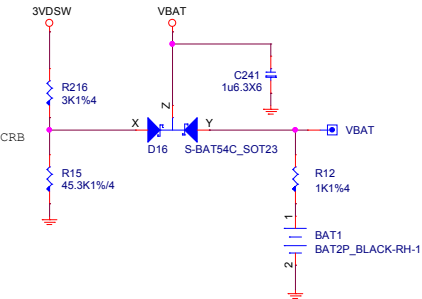 3VDSW
VBAT
R216
3K1%4
C241
1u6.3X6
Z
X
Y
CRB
VBAT
D16
S-BAT54C_SOT23
R15
45.3K1%/4
R12
1K1%4
1
BAT1
BAT2P_BLACK-RH-1
2